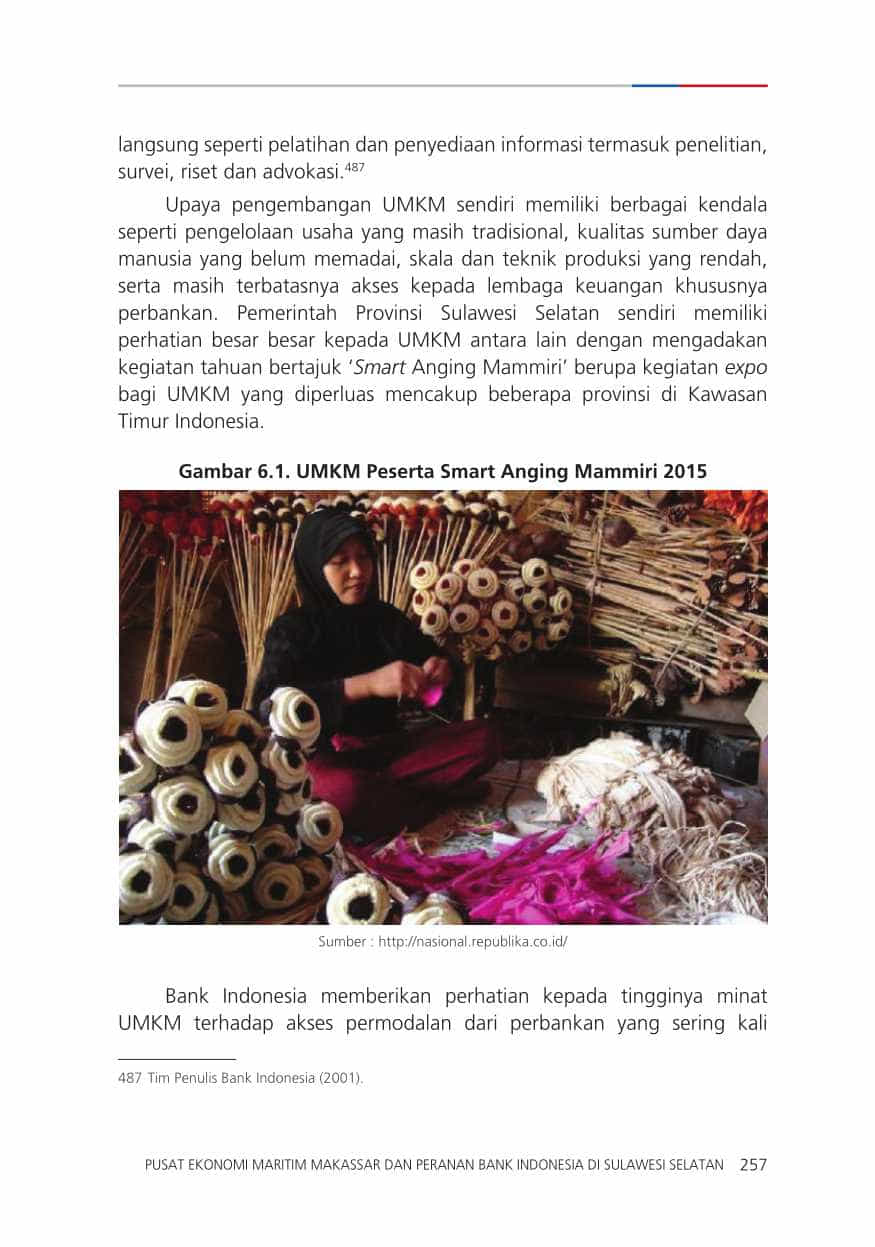 langsung seperti pelatihan dan penyediaan informasi termasuk penelitian,
survei, riset dan advokasi.487
Upaya pengembangan UMKM sendiri memiliki berbagai kendala
seperti pengelolaan usaha yang masih tradisional, kualitas sumber daya
manusia yang belum memadai, skala dan teknik produksi yang rendah,
serta masih terbatasnya akses kepada lembaga keuangan khususnya
perbankan. Pemerintah Provinsi Sulawesi Selatan sendiri memiliki
perhatian besar besar kepada UMKM antara lain dengan mengadakan
kegiatan tahunan bertajuk ‘Smart Anging Mammiri’ berupa kegiatan expo
bagi UMKM yang diperluas mencakup beberapa provinsi di Kawasan
Timur Indonesia.
Gambar 6.1. UMKM Peserta Smart Anging Mammiri 2015
Sumber : http://nasional.republika.co.id/
Bank Indonesia memberikan perhatian kepada tingginya minat
UMKM terhadap akses permodalan dari perbankan yang sering kali
487 Tim Penulis Bank Indonesia (2001).
PUSAT EKONOMI MARITIM MAKASSAR DAN PERANAN BANK INDONESIA DI SULAWESI SELATAN 257